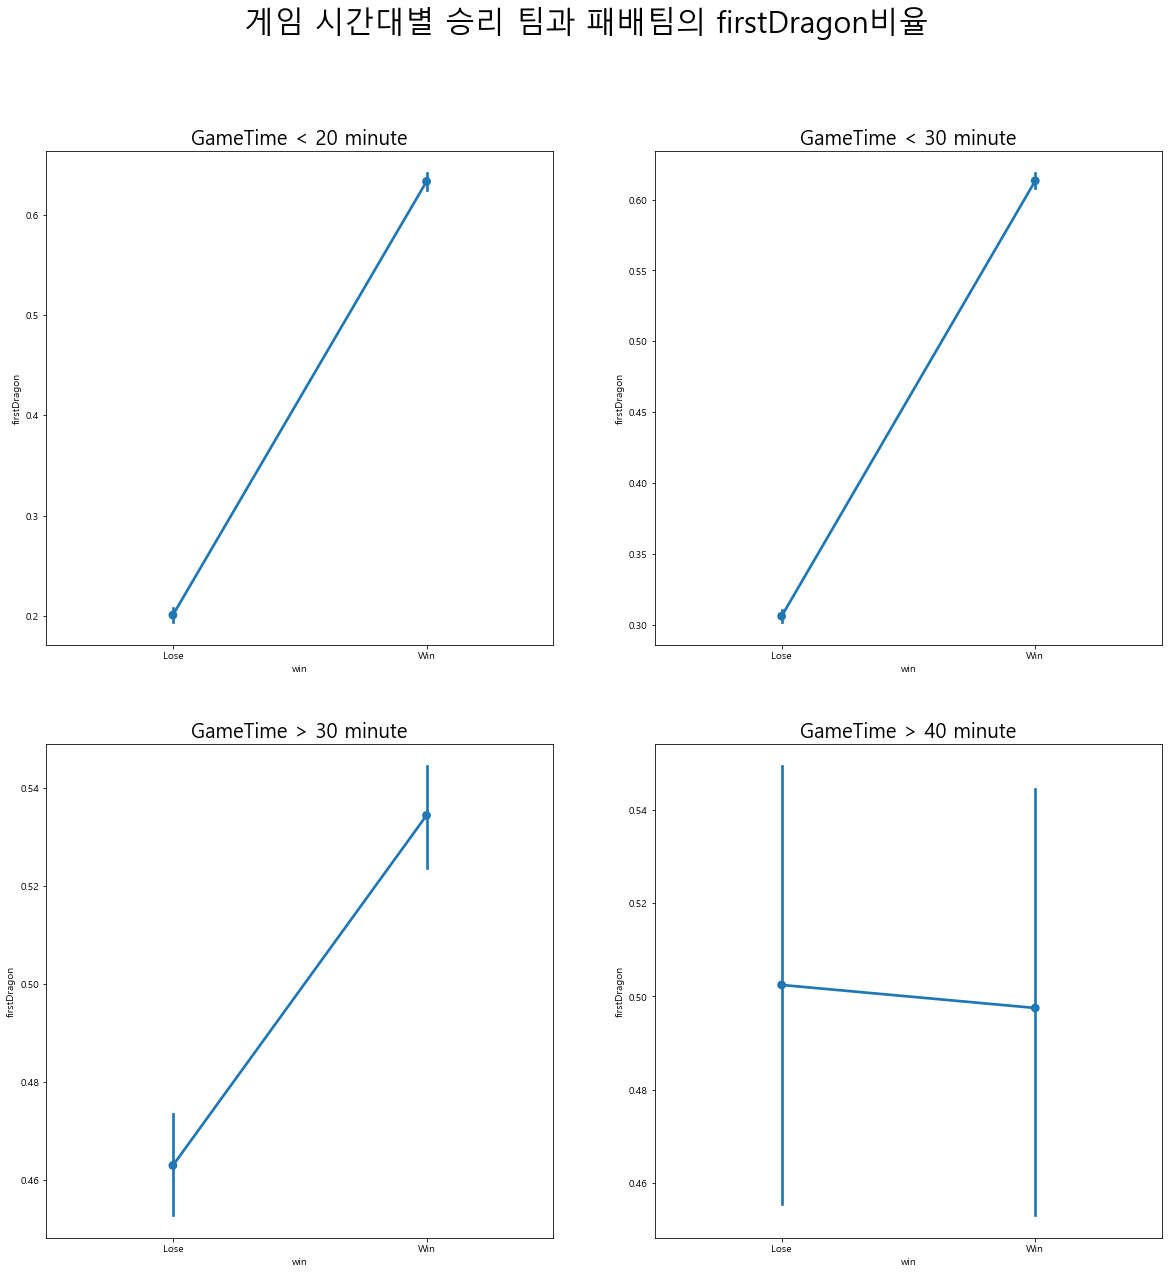 게임 시간대별 승리 팀과 패배팀의 firstDragon비율
GameTime < 20 minute
0.6
0.5
0.4
0.3
0.2
firstDragon
Lose
Win
win
GameTime < 30 minute
0.60
0.55
0.50
0.45
0.40
0.35
0.30
firstDragon
Lose
Win
win
GameTime > 30 minute
0.54
0.52
0.50
0.48
0.46
firstDragon
Lose
Win
win
GameTime > 40 minute
0.54
0.52
0.50
0.48
0.46
firstDragon
Lose
Win
win